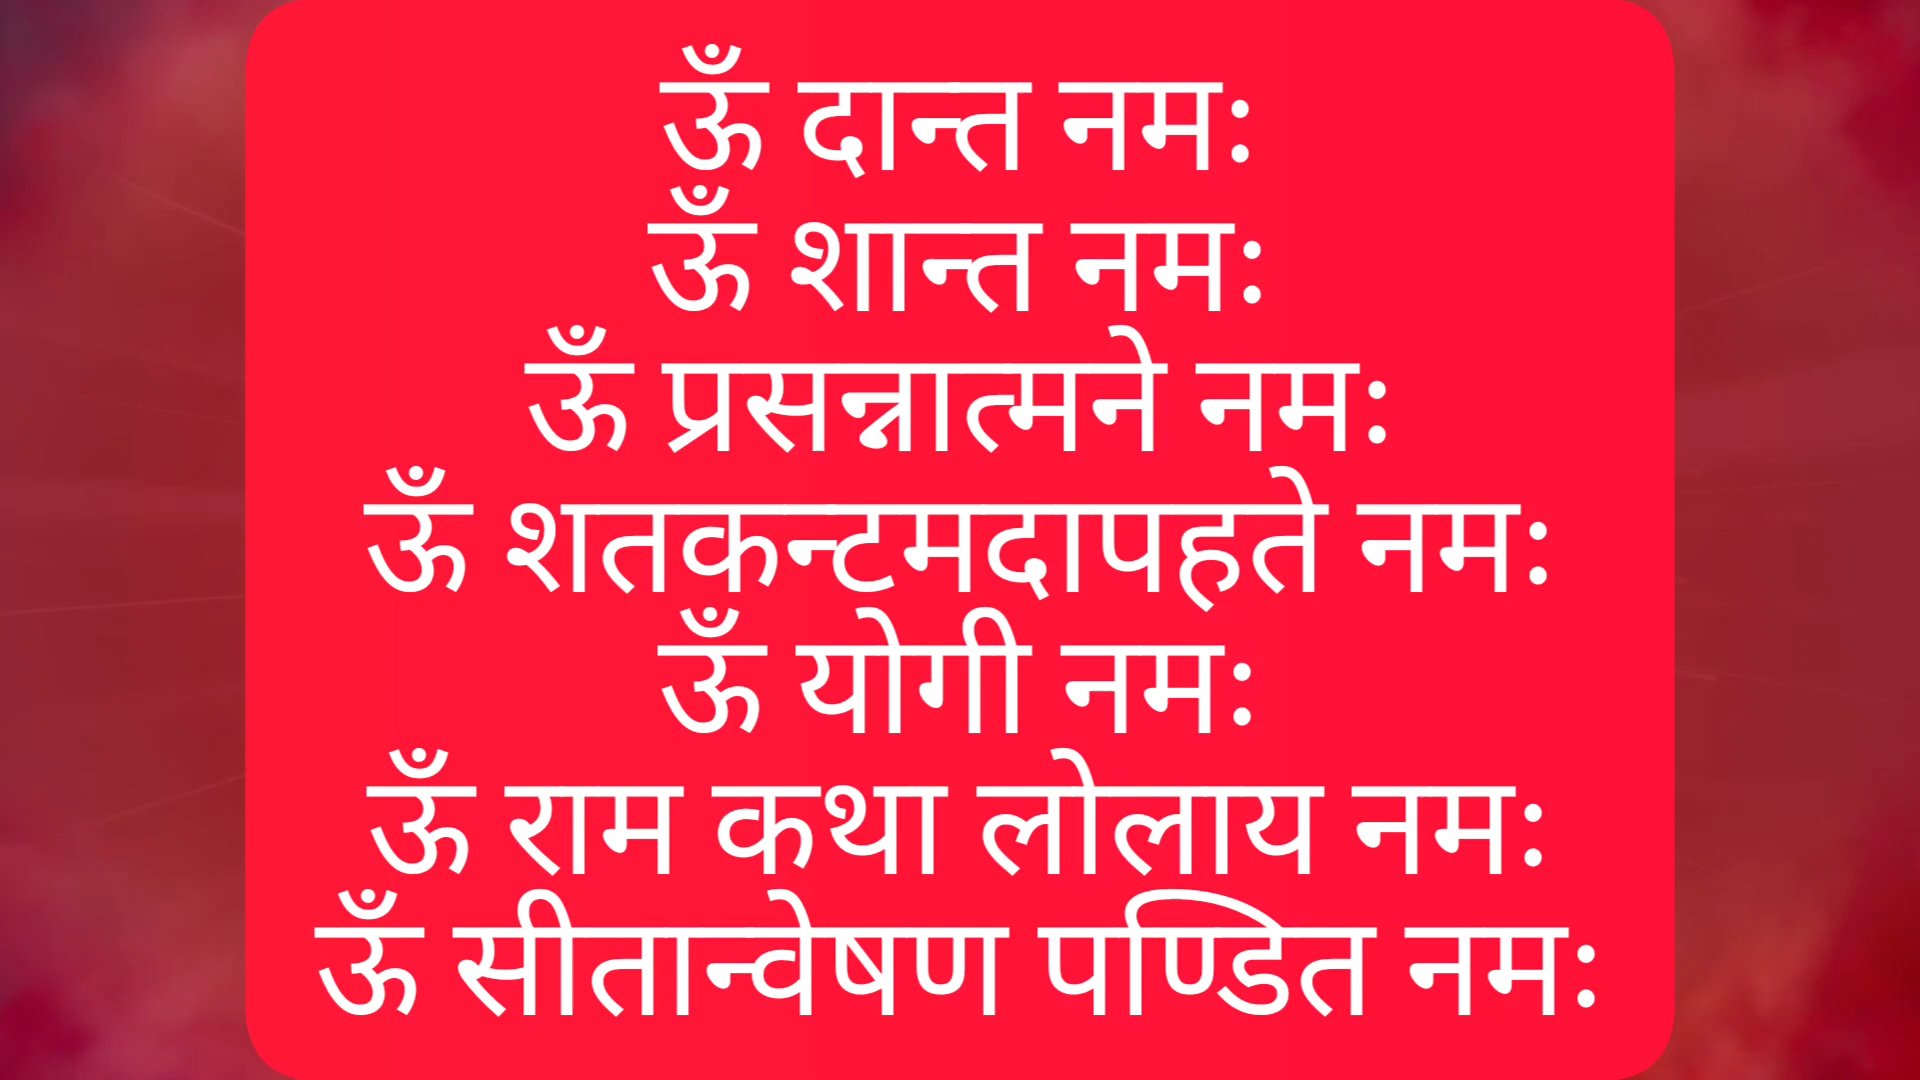 ऊँ दान्त नमः
ऊँ शान्त नमः
ऊँ प्रसन्नात्मने नमः
ऊँ शतकन्टमदापहते नमः
ऊँ योगी नमः
ऊँ राम कथा लोलाय नमः
ऊँ सीतान्वेषण पण्डित नमः